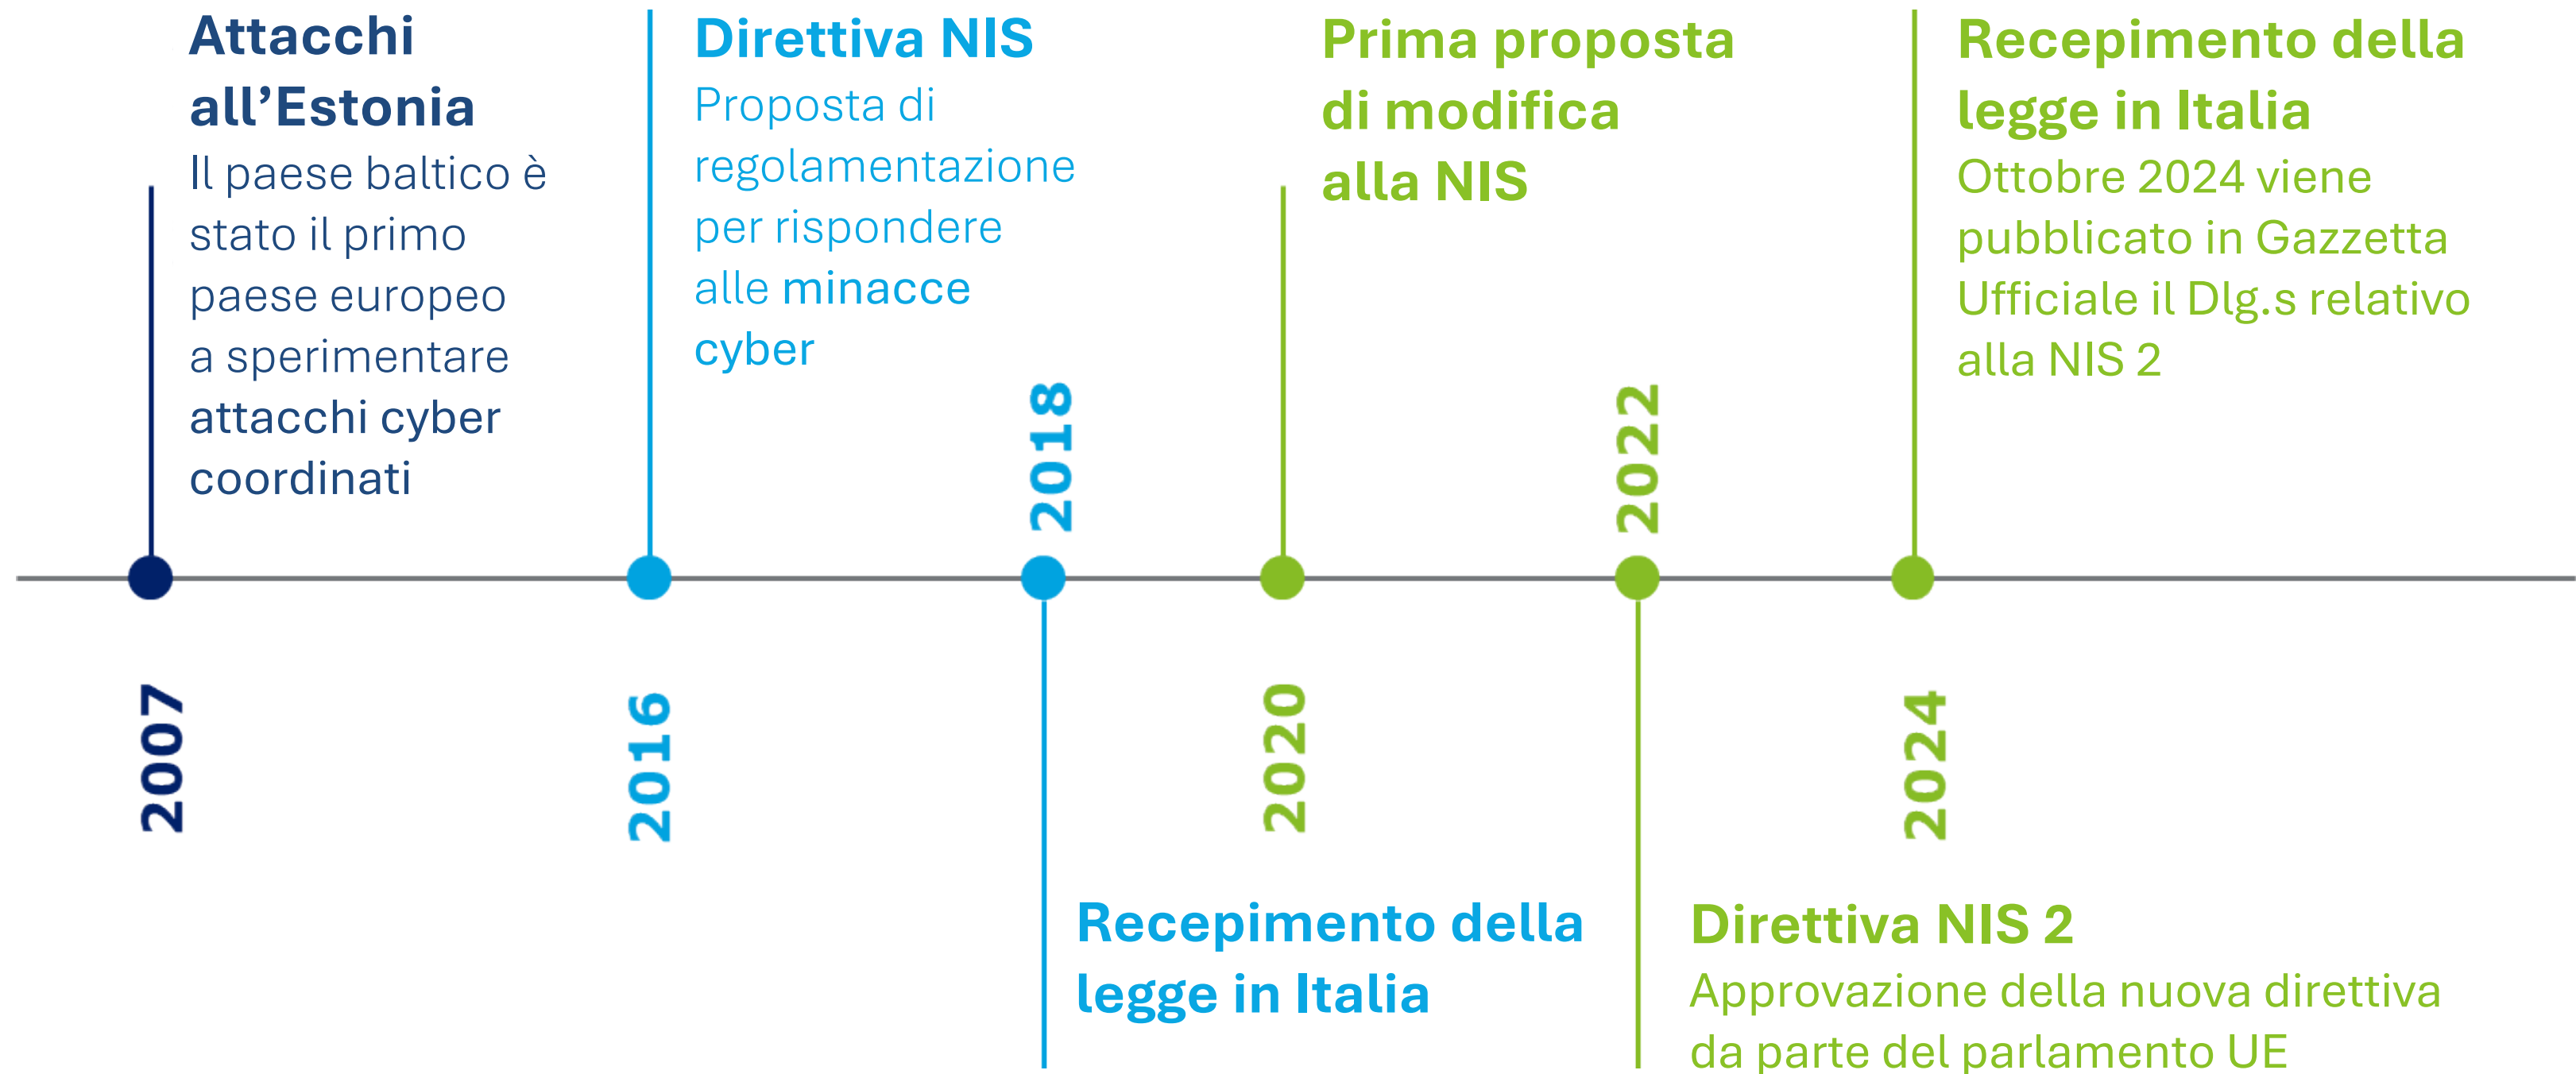 Attacchi
all’Estonia
Il paese baltico è
stato il primo
paese europeo
a sperimentare
attacchi cyber
coordinati
2007
Direttiva NIS
Proposta di
regolamentazione
per rispondere
alle minacce
cyber
2016
2018
Recepimento della
legge in Italia
Prima proposta
di modifica
alla NIS
2020
2022
Direttiva NIS 2
Approvazione della nuova direttiva
da parte del parlamento UE
Recepimento della
legge in Italia
Ottobre 2024 viene
pubblicato in Gazzetta
Ufficiale il Dlg.s relativo
alla NIS 2
2024